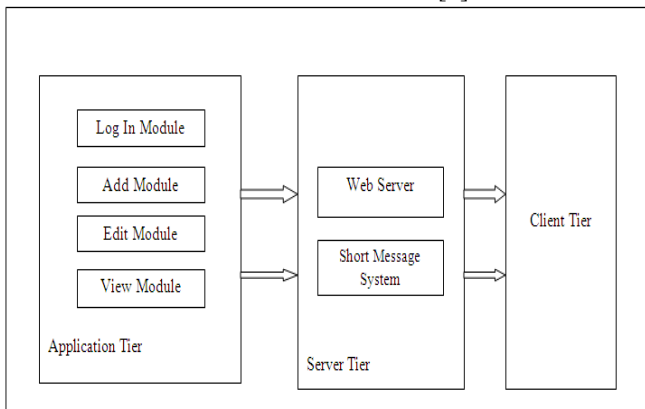 Log In Module
Add Module
Edit Module
View Module
Application Tier
Web Server
Short Message
System
Server Tier
Client Tier